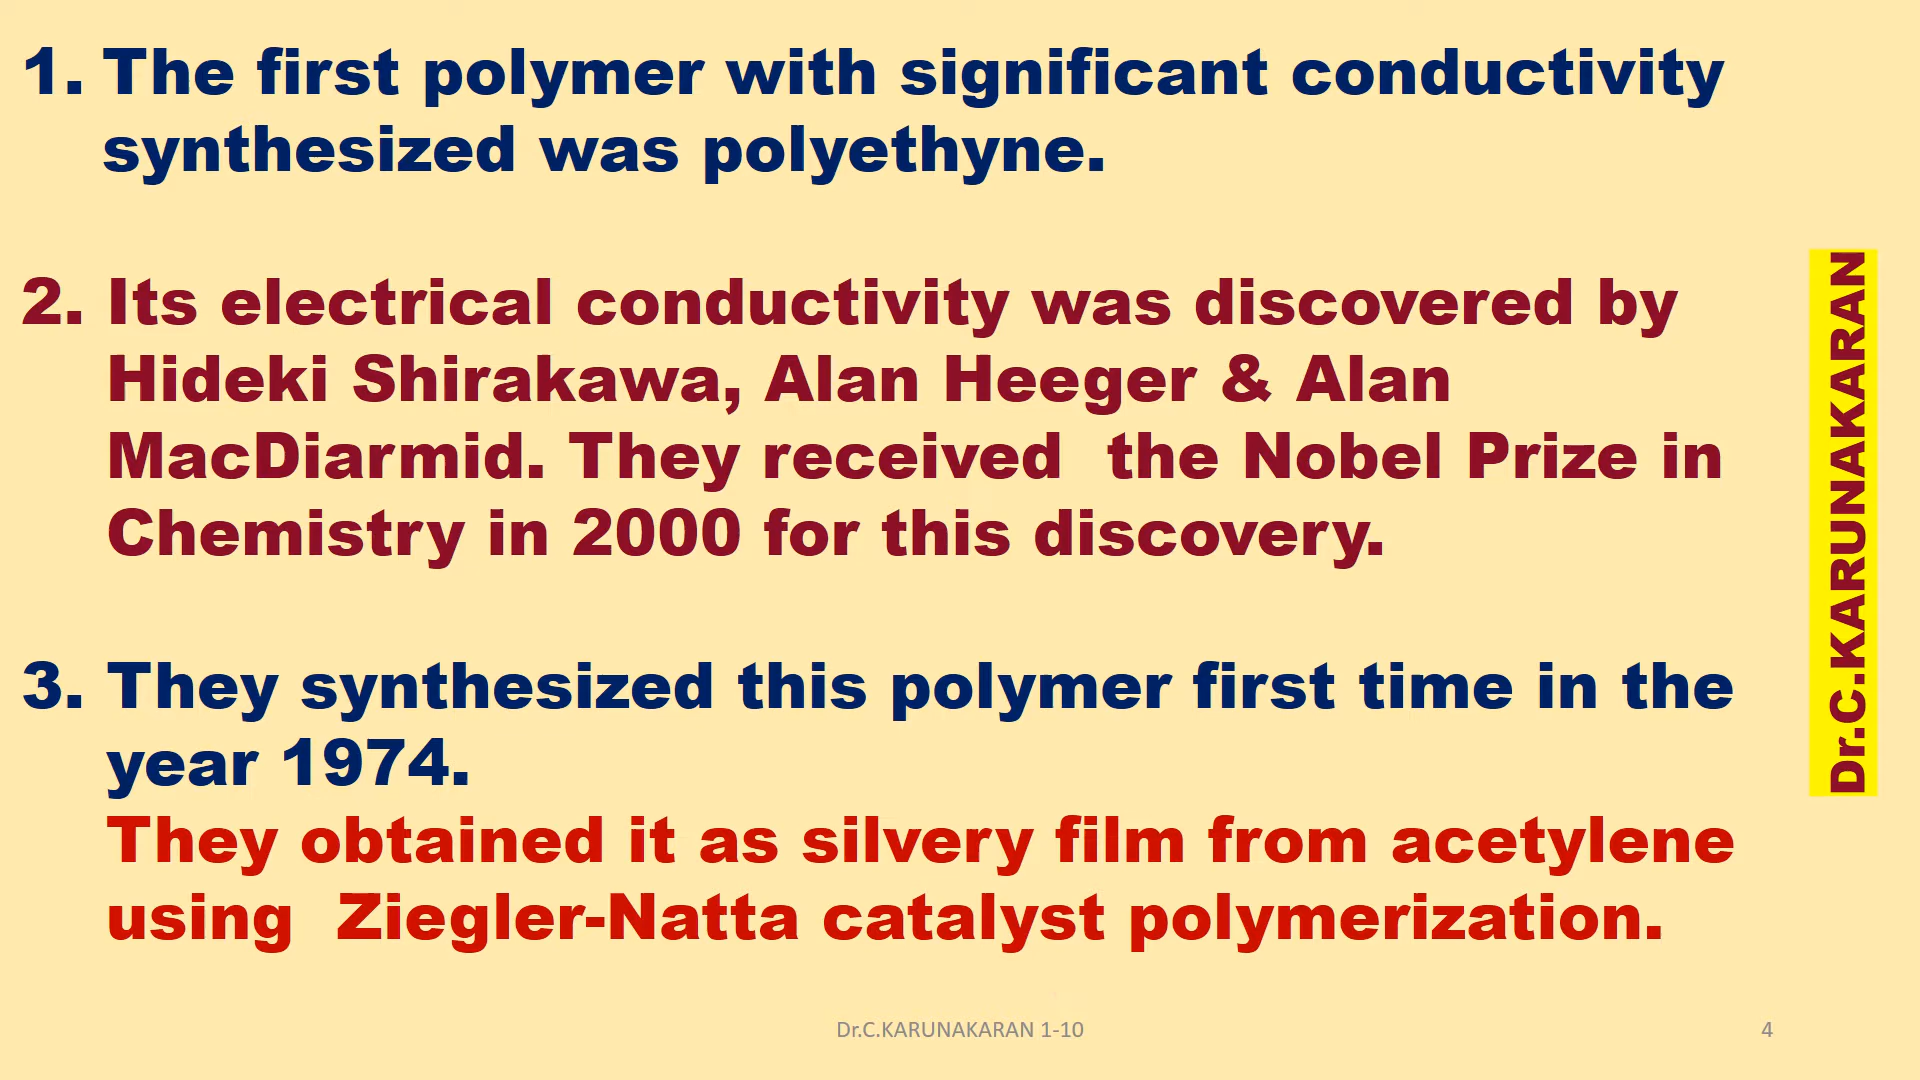 1. The first polymer with significant conductivity
synthesized was polyethyne.
2. Its electrical conductivity was discovered by
Hideki Shirakawa, Alan Heeger & Alan
MacDiarmid. They received  the Nobel Prize in
Chemistry in 2000 for this discovery.
3. They synthesized this polymer first time in the
year 1974.
They obtained it as silvery film from acetylene
using  Ziegler-Natta catalyst polymerization.
Dr.C.KARUNAKARAN
Dr.C.KARUNAKARAN 1-10
4